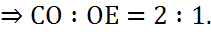 ⇒ CO : OE = 2 : 1.